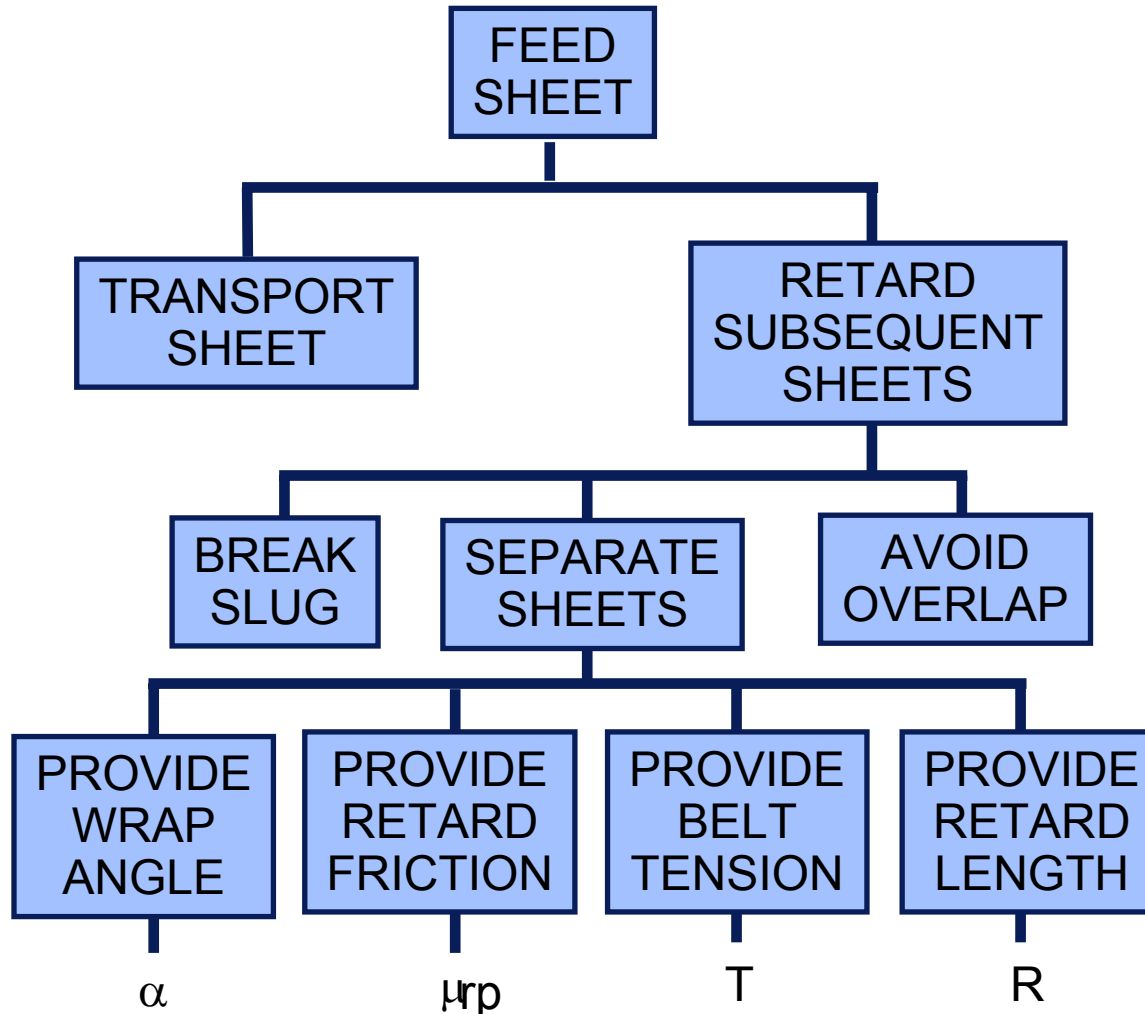 FEED
SHEET
TRANSPORT
SHEET
RETARD
SUBSEQUENT
SHEETS
BREAK
SLUG
SEPARATE
SHEETS
AVOID
OVERLAP
PROVIDE
WRAP
ANGLE
PROVIDE
RETARD
FRICTION
PROVIDE
BELT
TENSION
PROVIDE
RETARD
LENGTH
α
μrp
T
R